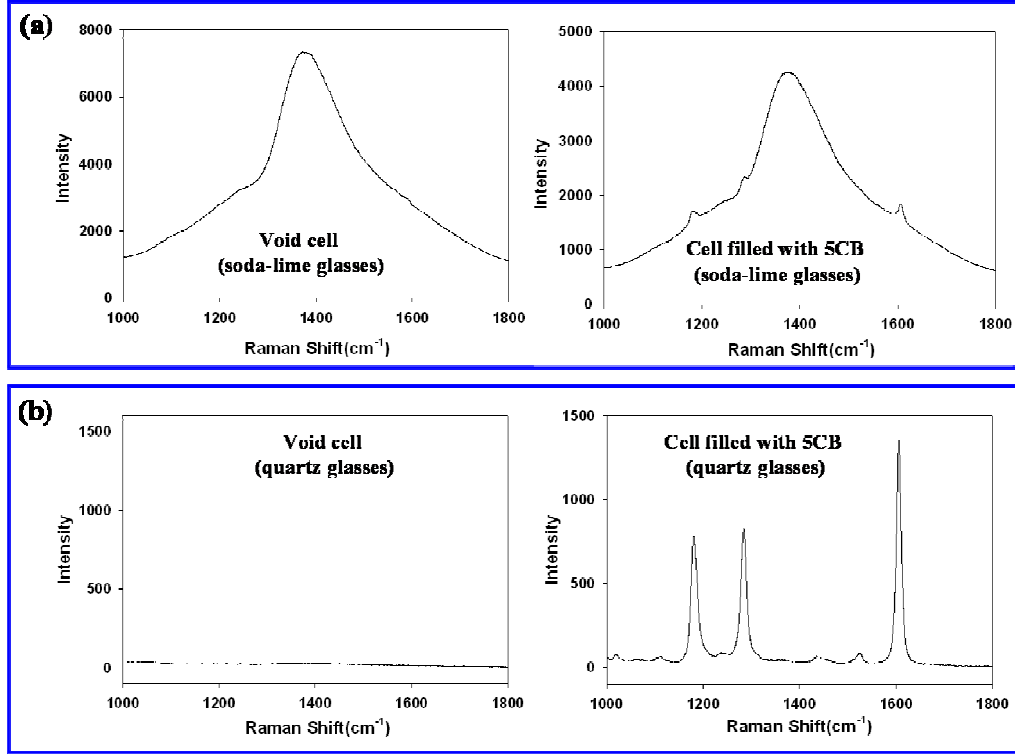 (a)
8000
6000
4000
2000
0
Intensity
Void cell
(soda-lime glasses)
1000 1200 1400 1600 1800
Raman Shift(cm⁻¹)
5000
4000
3000
2000
1000
0
Intensity
Cell filled with 5CB
(soda-lime glasses)
1000 1200 1400 1600 1800
Raman Shift(cm⁻¹)
(b)
1500
1000
500
0
Intensity
Void cell
(quartz glasses)
1000 1200 1400 1600 1800
Raman Shift(cm⁻¹)
1500
1000
500
0
Intensity
Cell filled with 5CB
(quartz glasses)
1000 1200 1400 1600 1800
Raman Shift(cm⁻¹)